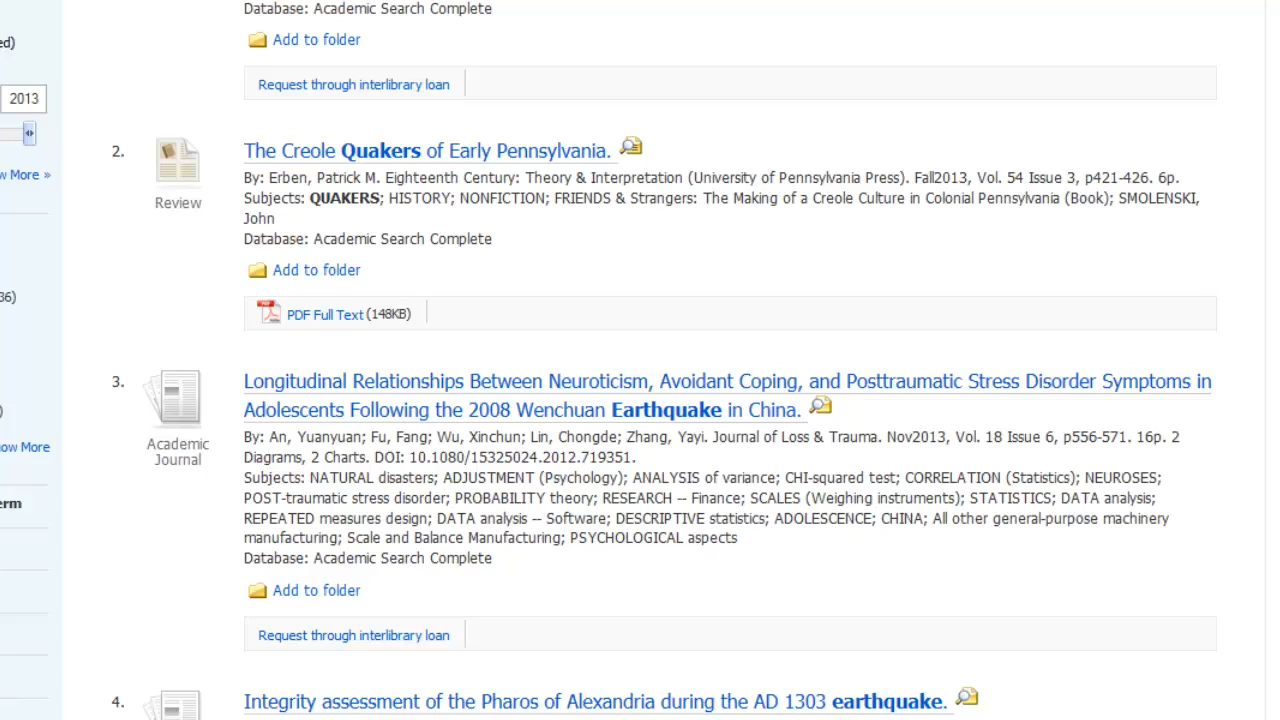 Database: Academic Search Complete
ed)
Add to folder
2013
Request through interlibrary loan
2.
The Creole Quakers of Early Pennsylvania.
w More »
By: Erben, Patrick M. Eighteenth Century: Theory & Interpretation (University of Pennsylvania Press). Fall2013, Vol. 54 Issue 3, p421-426. 6p.
Review
Subjects: QUAKERS; HISTORY; NONFICTION; FRIENDS & Strangers: The Making of a Creole Culture in Colonial Pennsylvania (Book); SMOLENSKI,
John
Database: Academic Search Complete
Add to folder
36)
PDF Full Text (148KB)
3.
Longitudinal Relationships Between Neuroticism, Avoidant Coping, and Posttraumatic Stress Disorder Symptoms in
Adolescents Following the 2008 Wenchuan Earthquake in China.
)
Academic
Journal
ow More
By: An, Yuanyuan; Fu, Fang; Wu, Xinchun; Lin, Chongde; Zhang, Yayi. Journal of Loss & Trauma. Nov2013, Vol. 18 Issue 6, p556-571. 16p. 2
Diagrams, 2 Charts. DOI: 10.1080/15325024.2012.719351.
Subjects: NATURAL disasters; ADJUSTMENT (Psychology); ANALYSIS of variance; CHI-squared test; CORRELATION (Statistics); NEUROSES;
POST-traumatic stress disorder; PROBABILITY theory; RESEARCH -- Finance; SCALES (Weighing instruments); STATISTICS; DATA analysis;
erm
REPEATED measures design; DATA analysis -- Software; DESCRIPTIVE statistics; ADOLESCENCE; CHINA; All other general-purpose machinery
manufacturing; Scale and Balance Manufacturing; PSYCHOLOGICAL aspects
Database: Academic Search Complete
Add to folder
Request through interlibrary loan
4.
Integrity assessment of the Pharos of Alexandria during the AD 1303 earthquake.